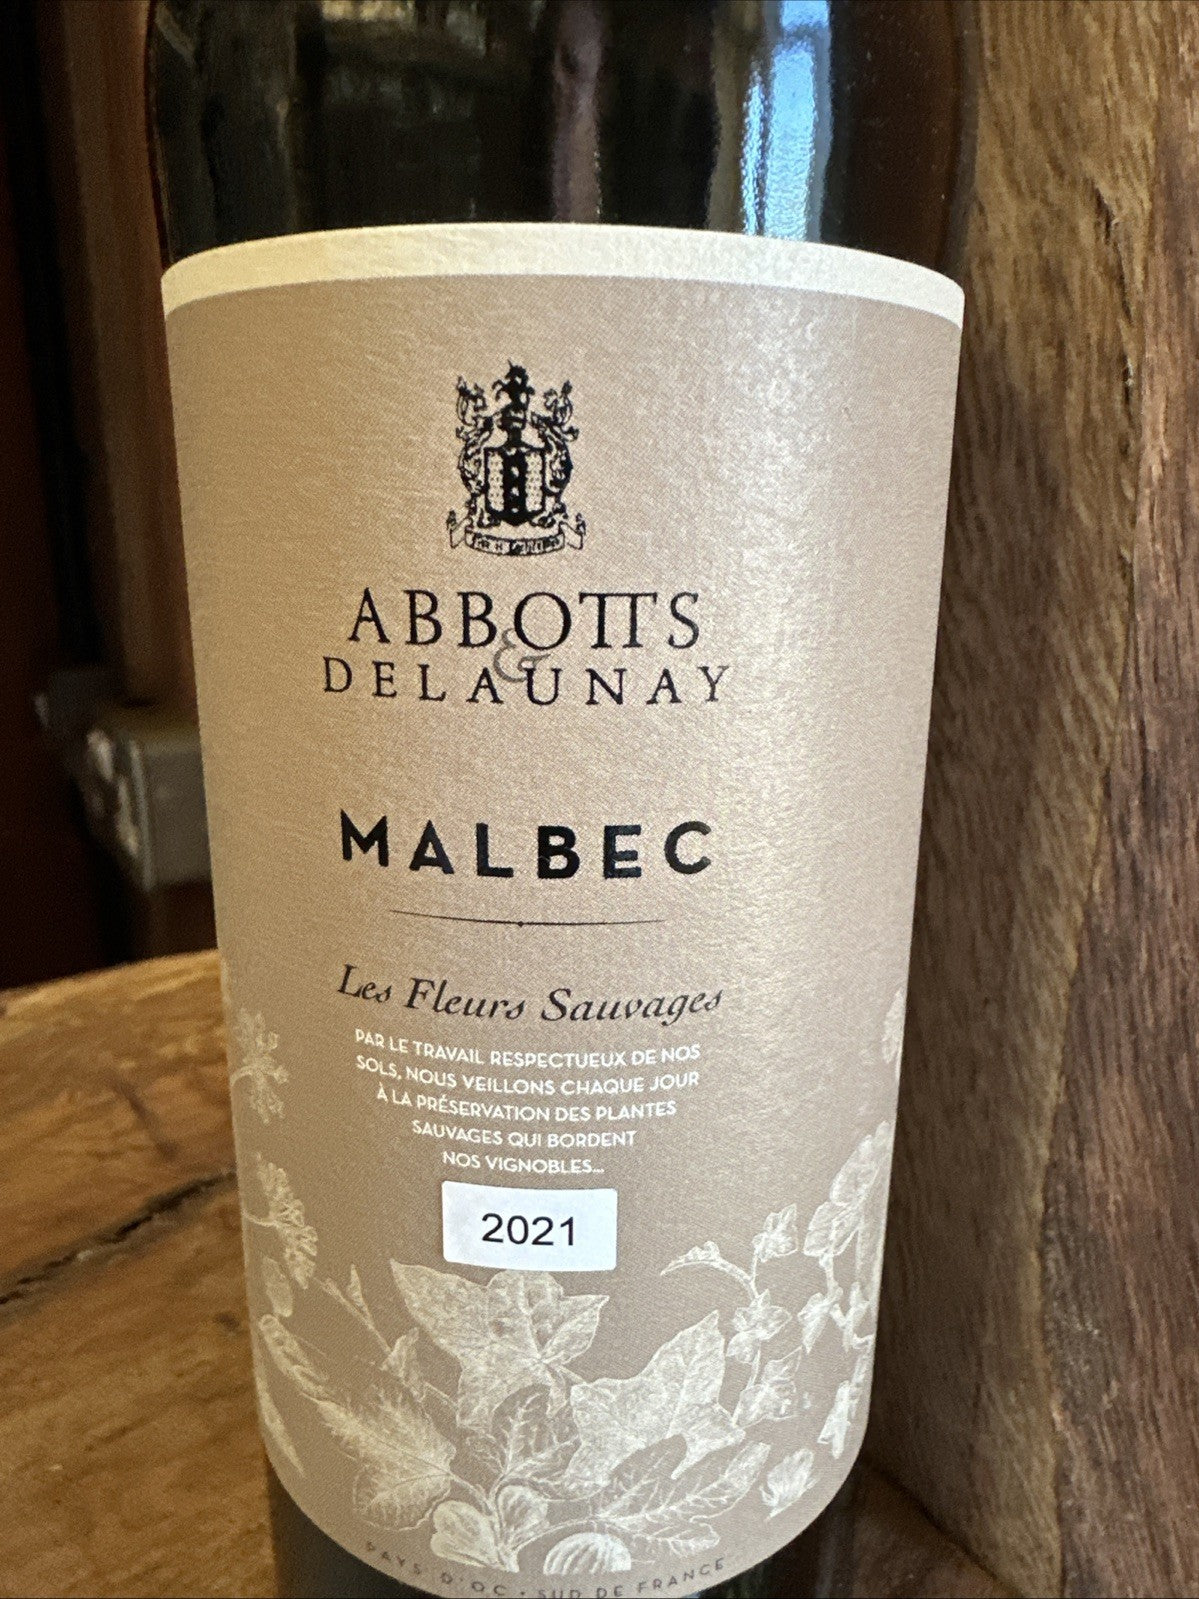 ABBOTTS
&
DELAUNAY
MALBEC
Les Fleurs Sauvages
PAR LE TRAVAIL RESPECTUEUX DE NOS
SOLS, NOUS VEILLONS CHAQUE JOUR
À LA PRÉSERVATION DES PLANTES
SAUVAGES QUI BORDENT
NOS VIGNOBLES...
2021
PAYS D'OC • SUD DE FRANCE